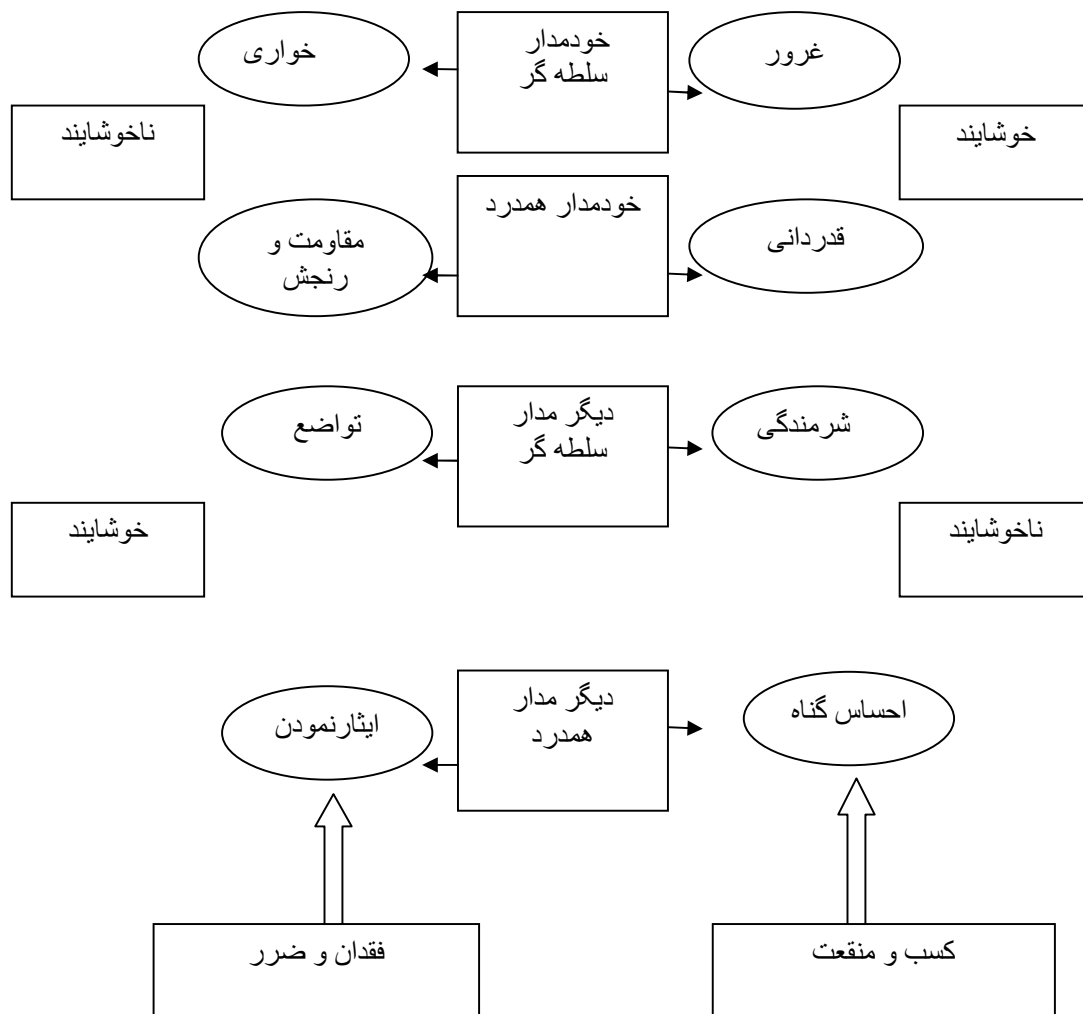 غرور
خودمدار
سلطه گر
خواری
خوشایند
ناخوشایند
قدردانی
خودمدار همدرد
مقاومت و
رنجش
شرمندگی
دیگر مدار
سلطه گر
تواضع
ناخوشایند
خوشایند
احساس گناه
دیگر مدار
همدرد
ایثارنمودن
کسب و منقعت
فقدان و ضرر